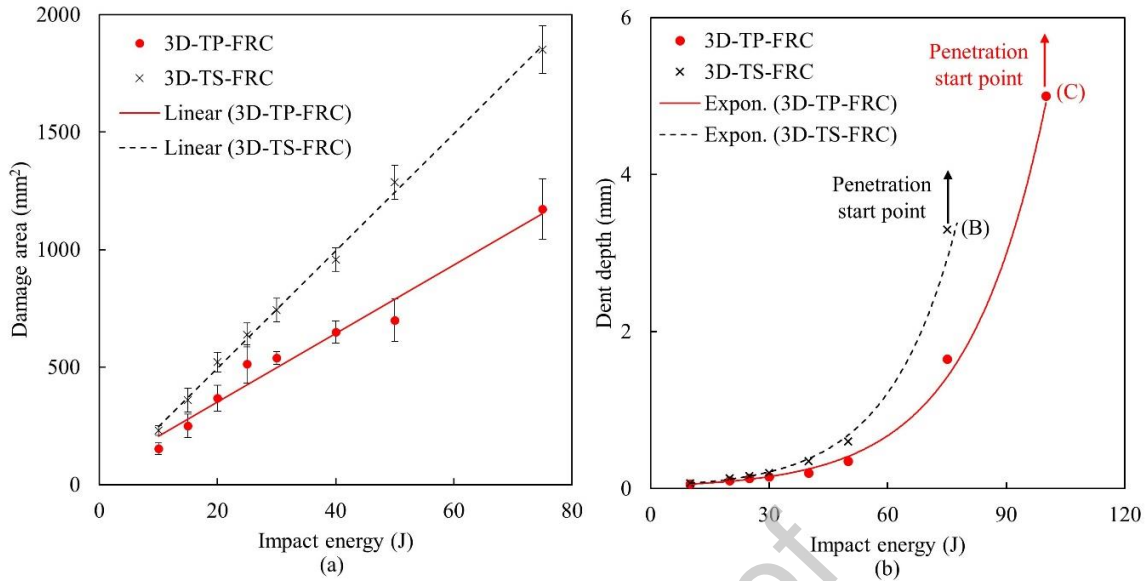 2000
1500
1000
500
0
Damage area (mm²)
3D-TP-FRC
3D-TS-FRC
Linear (3D-TP-FRC)
Linear (3D-TS-FRC)
0 20 40 60 80
Impact energy (J)
(a)
6
4
2
0
Dent depth (mm)
3D-TP-FRC
3D-TS-FRC
Expon. (3D-TP-FRC)
Expon. (3D-TS-FRC)
Penetration
start point
(C)
Penetration
start point
(B)
0 30 60 90 120
Impact energy (J)
(b)